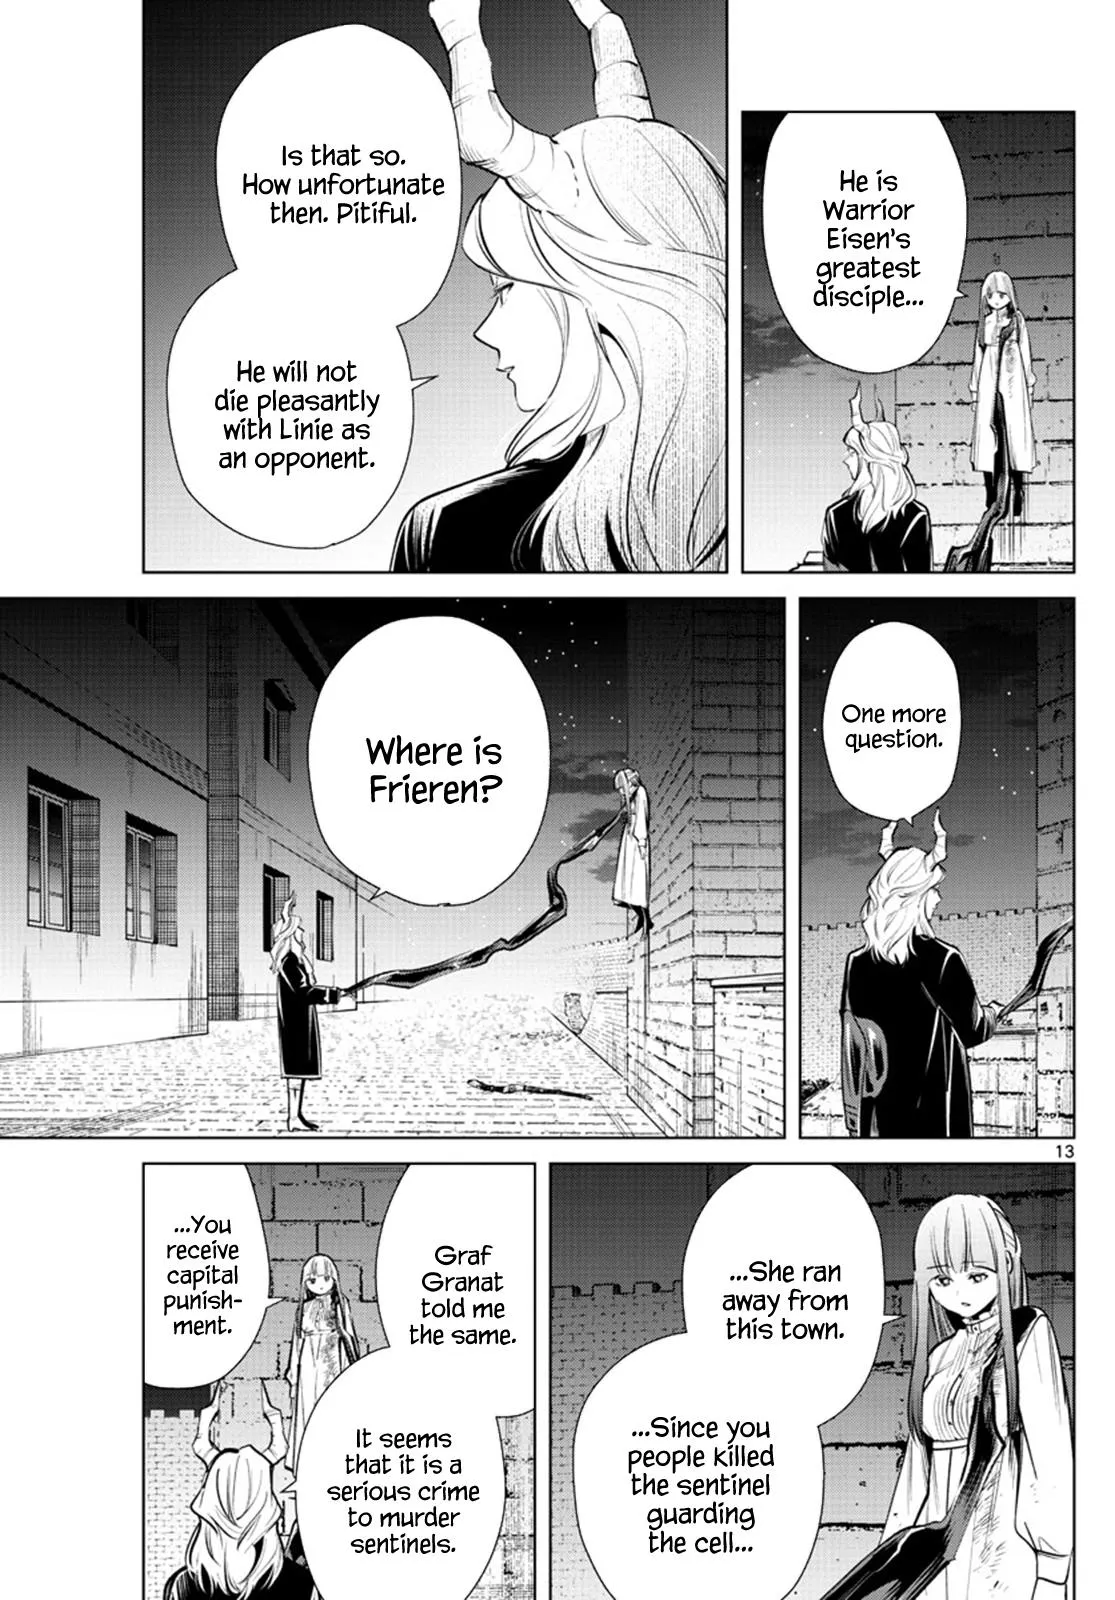 He is
Warrior
Eisen's
greatest
disciple...
Is that so.
How unfortunate
then. Pitiful.
He will not
die pleasantly
with Linie as
an opponent.
One more
question.
Where is
Frieren?
13
...She ran
away from
this town.
...Since you
people killed
the sentinel
guarding
the cell...
Graf
Granat
told me
the same.
It seems
that it is a
serious crime
to murder
sentinels.
...You
receive
capital
punish-
ment.